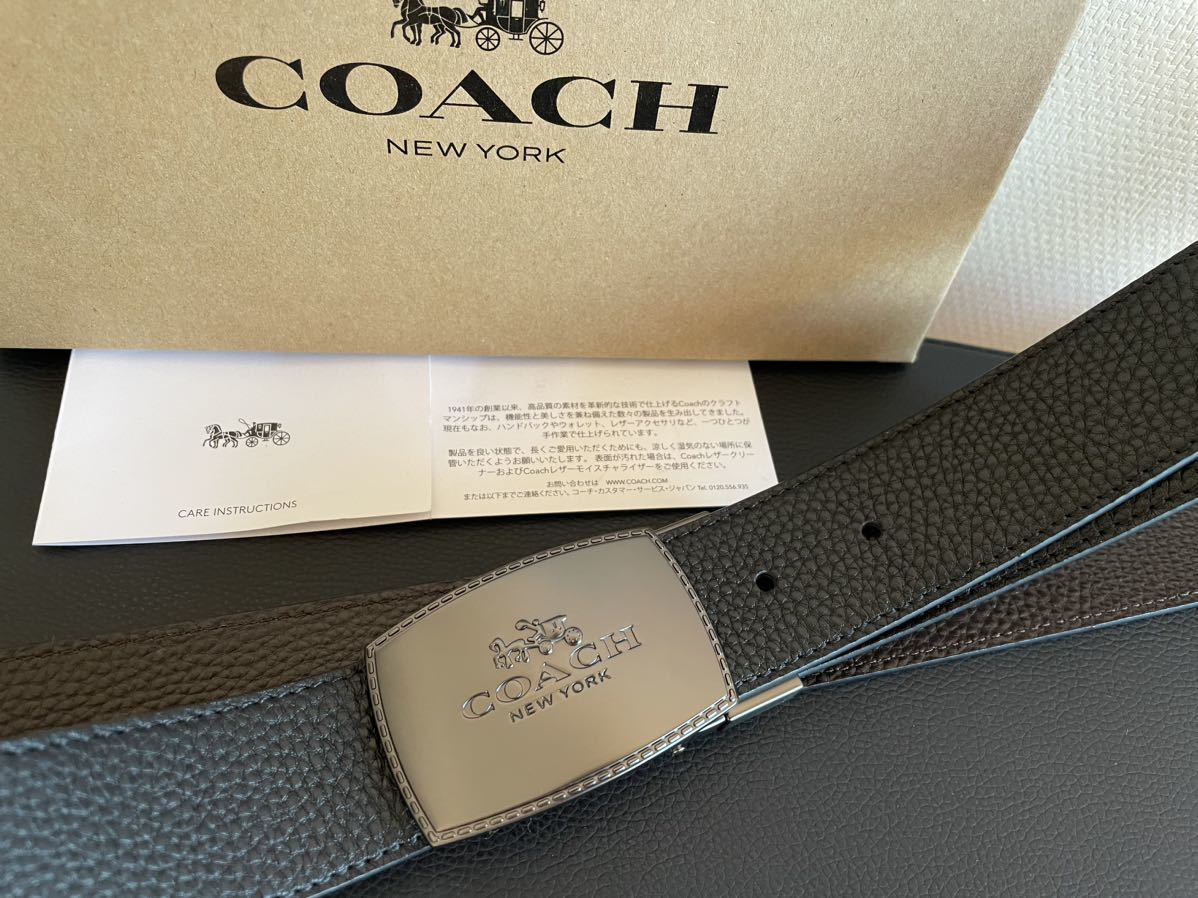 COACH
NEW YORK
CARE INSTRUCTIONS
1941年の創業以来、高品質の素材を革新的な技術で仕上げるCoachのクラフト
マンシップは、機能性と美しさを兼ね備えた数々の製品を生み出してきました。
現在もなお、ハンドバックやウォレット、レザーアクセサリなど、一つひとつが
手作業で仕上げられています。
製品を良い状態で、長くご愛用いただくためにも、涼しく湿気のない場所に保
管いただくようお願いいたします。 表面が汚れた場合は、Coachレザークリー
ナーおよびCoachレザーモイスチャライザーをご使用ください。
お問い合わせは WWW.COACH.COM
または以下までご連絡ください。コーチ・カスタマー・サービス・ジャパン Tel. 0120.556.935
COACH
NEW YORK